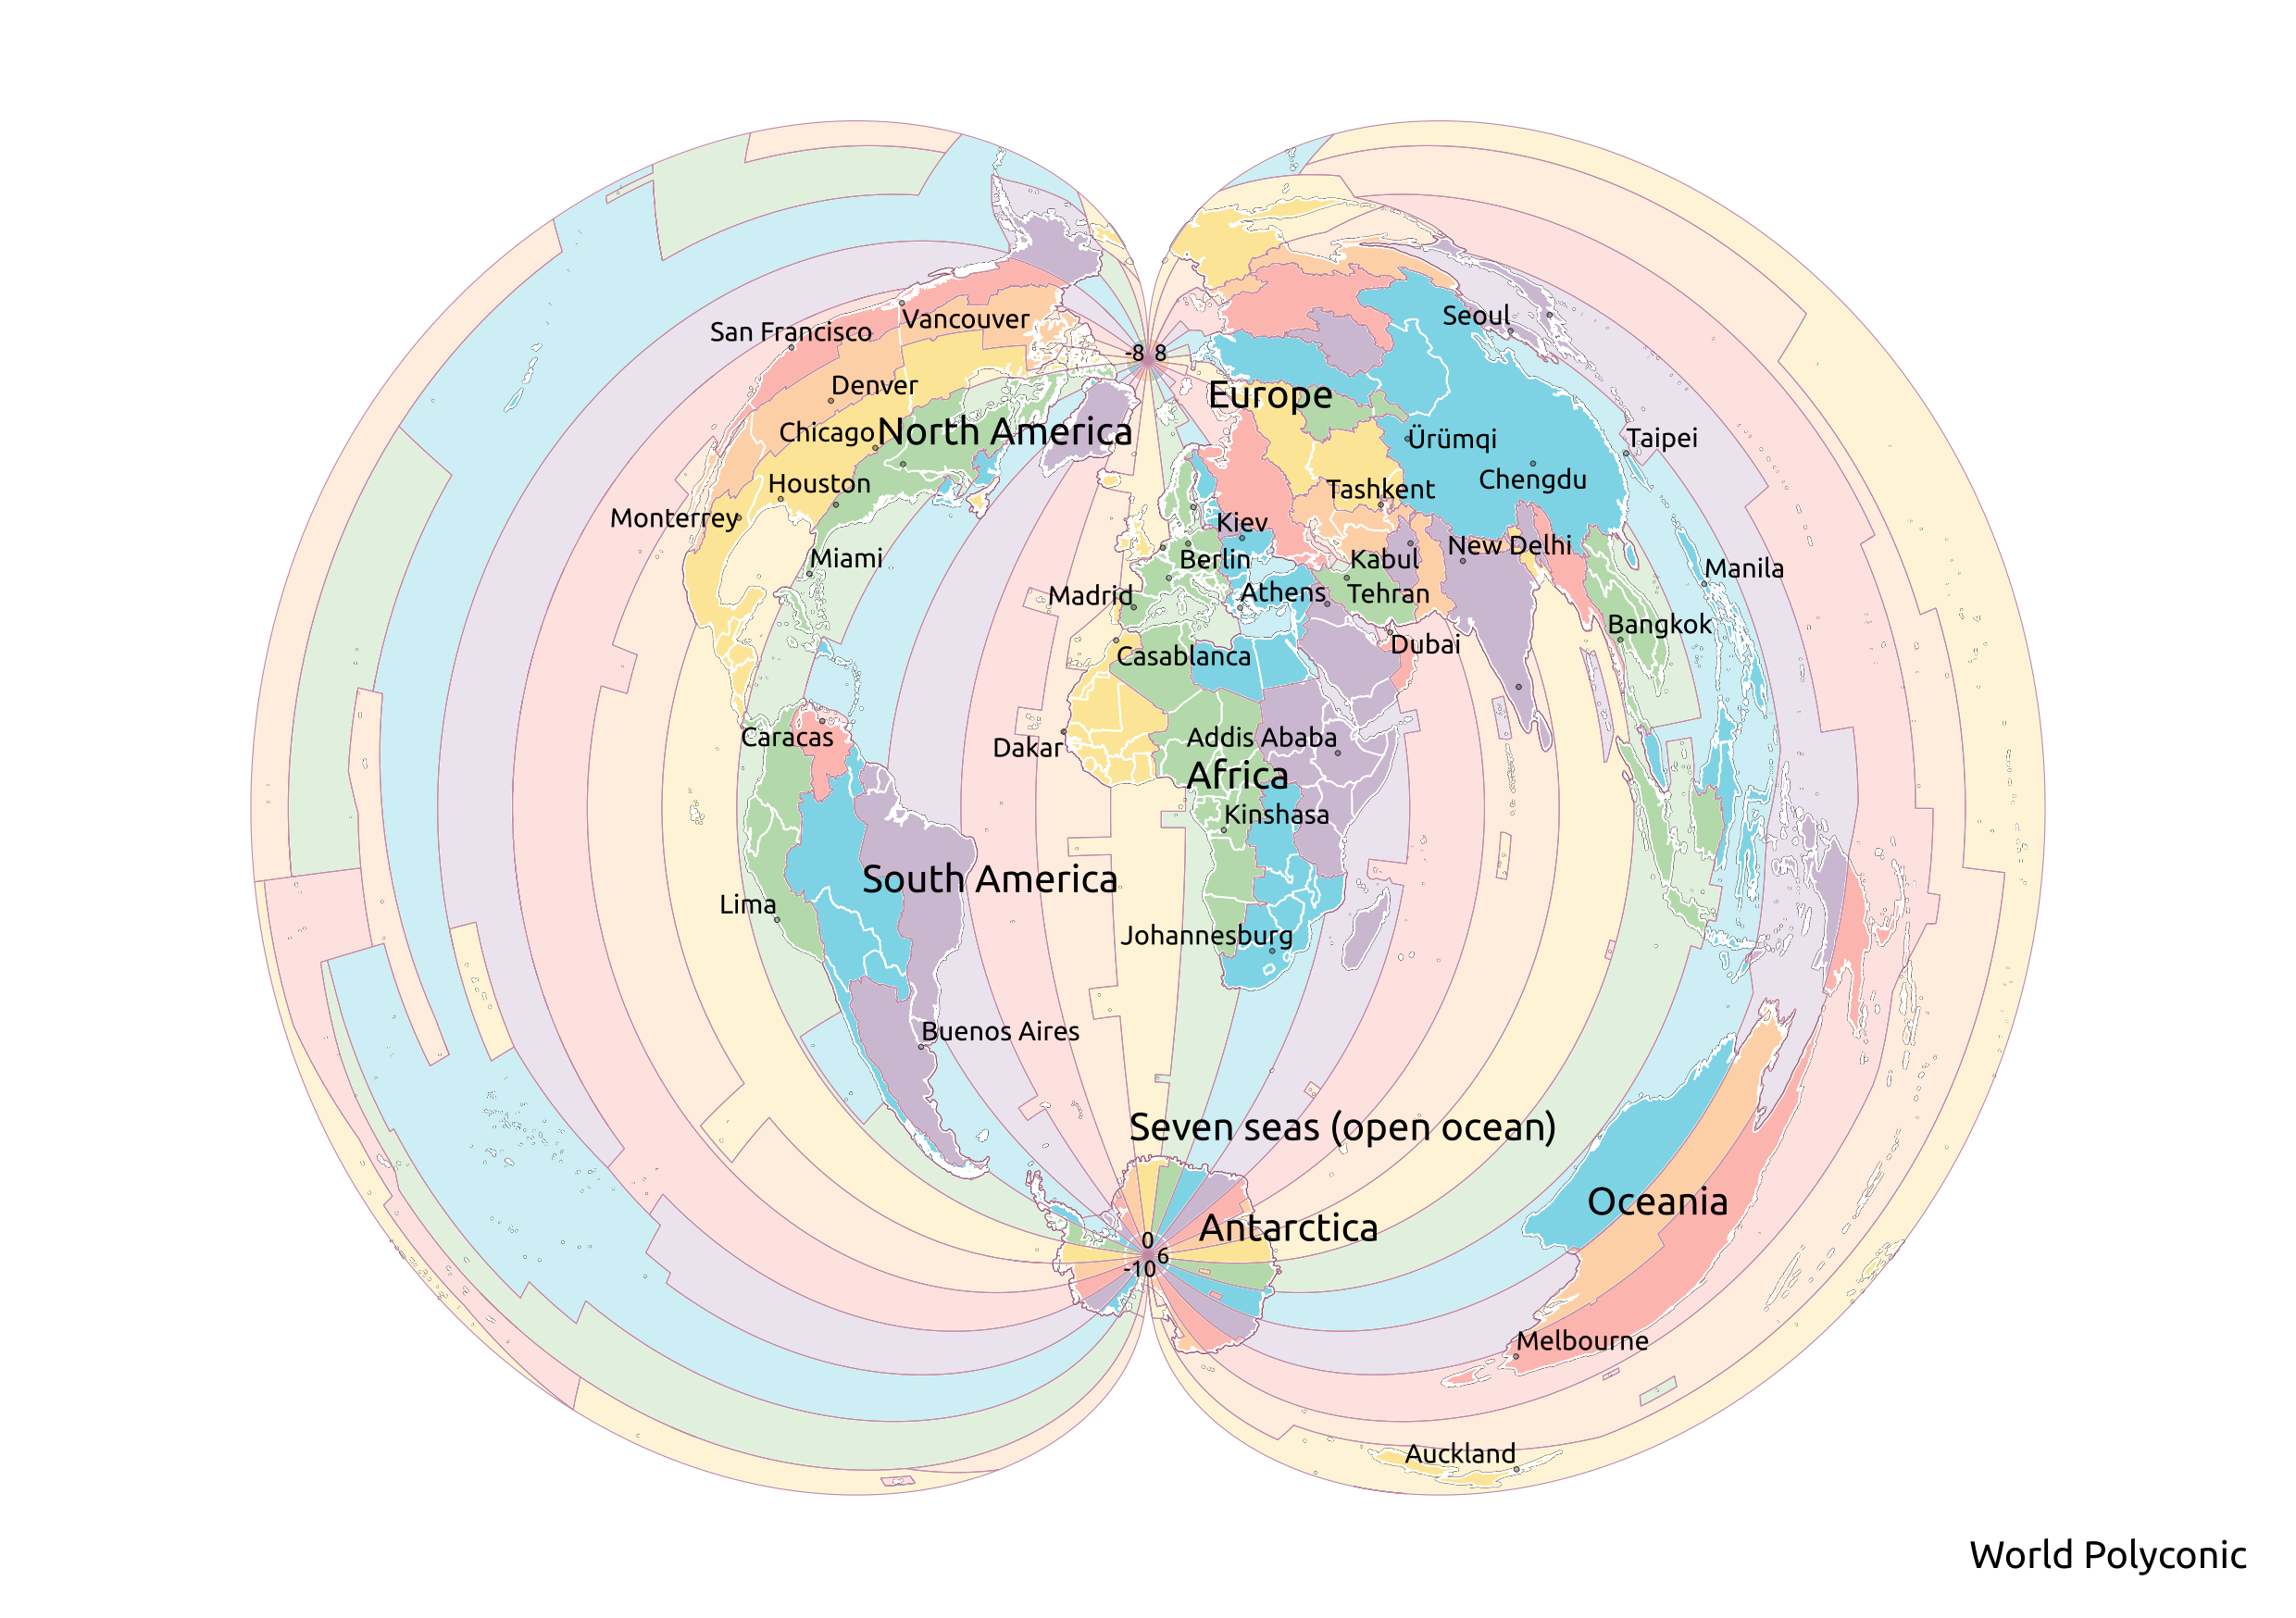 Seoul
San Francisco
Vancouver
-8 8
Denver
Europe
Chicago
North America
Ürümqi
Taipei
Houston
Chengdu
Tashkent
Monterrey
Kiev
Miami
Berlin
Kabul
New Delhi
Manila
Madrid
Athens
Tehran
Bangkok
Casablanca
Dubai
Caracas
Dakar
Addis Ababa
Africa
Kinshasa
South America
Lima
Johannesburg
Buenos Aires
Seven seas (open ocean)
Oceania
Antarctica
0
6
-10
Melbourne
Auckland
World Polyconic